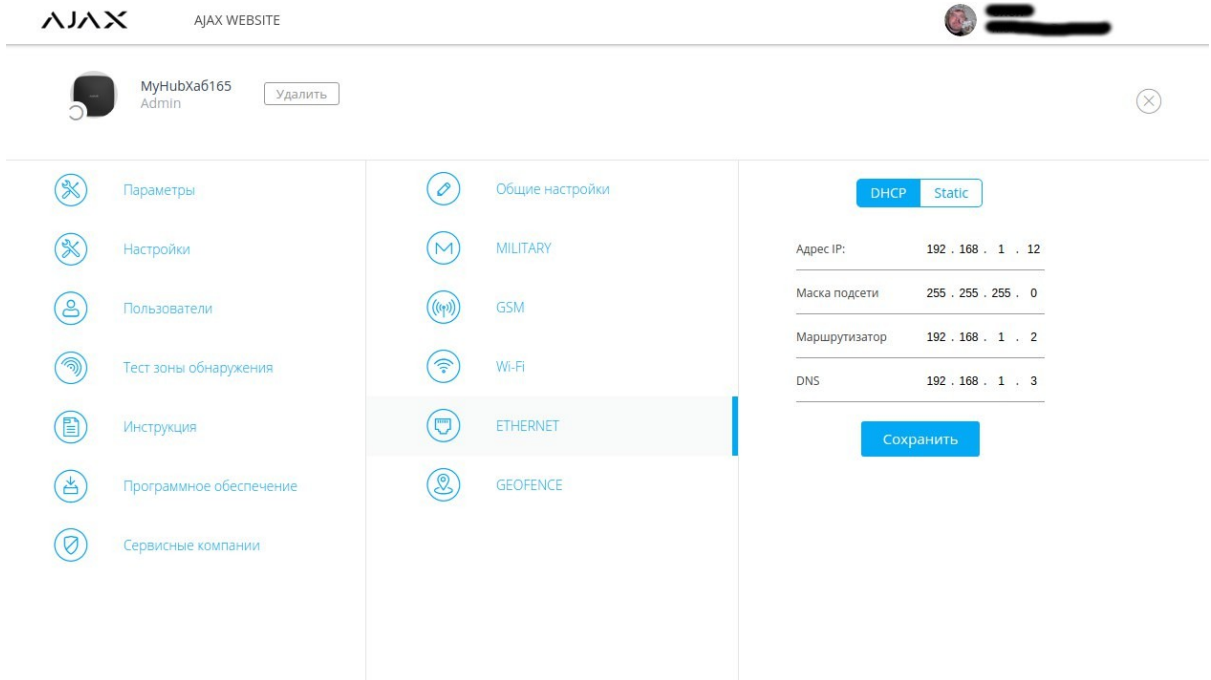 AJAX
AJAX WEBSITE
MyHubХаб165
Admin
Удалить
Параметры
Настройки
Пользователи
Тест зоны обнаружения
Инструкция
Программное обеспечение
Сервисные компании
Общие настройки
MILITARY
GSM
Wi-Fi
ETHERNET
GEOFENCE
DHCP Static
Адрес IP: 192 . 168 . 1 . 12
Маска подсети 255 . 255 . 255 . 0
Маршрутизатор 192 . 168 . 1 . 2
DNS 192 . 168 . 1 . 3
Сохранить